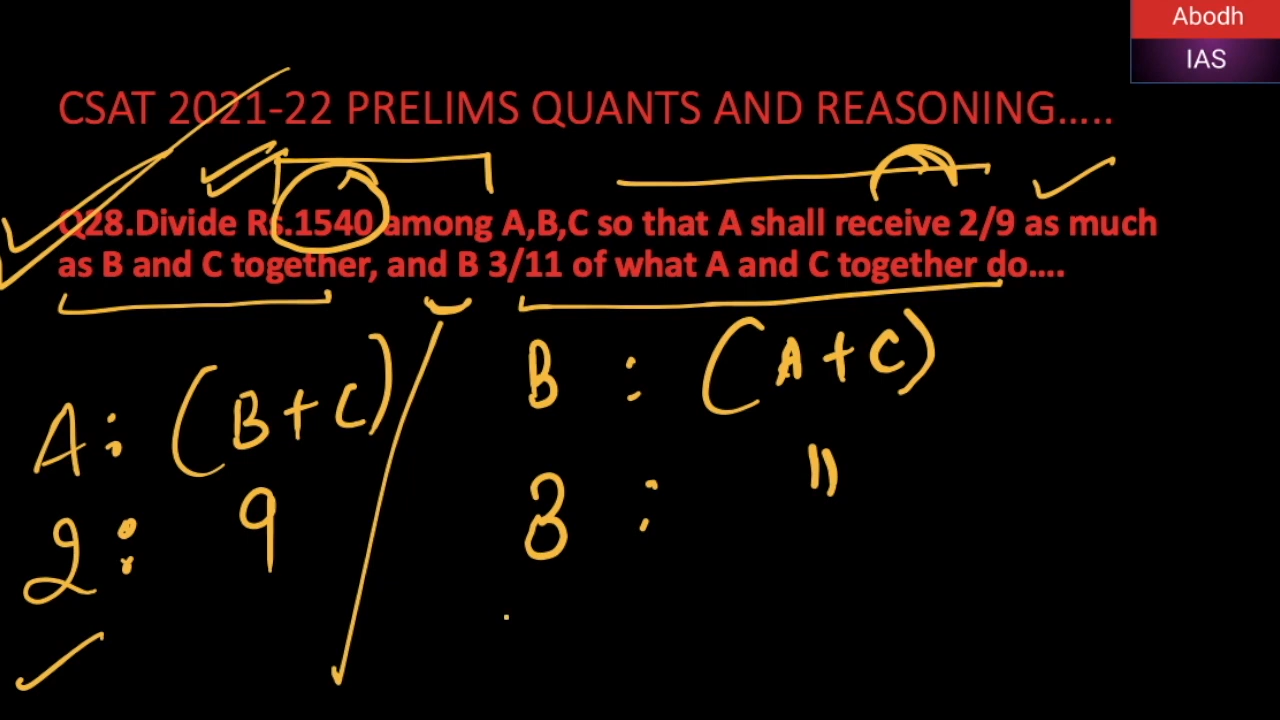 Abodh
IAS
CSAT 2021-22 PRELIMS QUANTS AND REASONING.....
Q28.Divide Rs.1540 among A,B,C so that A shall receive 2/9 as much
as B and C together, and B 3/11 of what A and C together do....
A : (B+C)
2 : 9
B : (A+C)
3 : 11